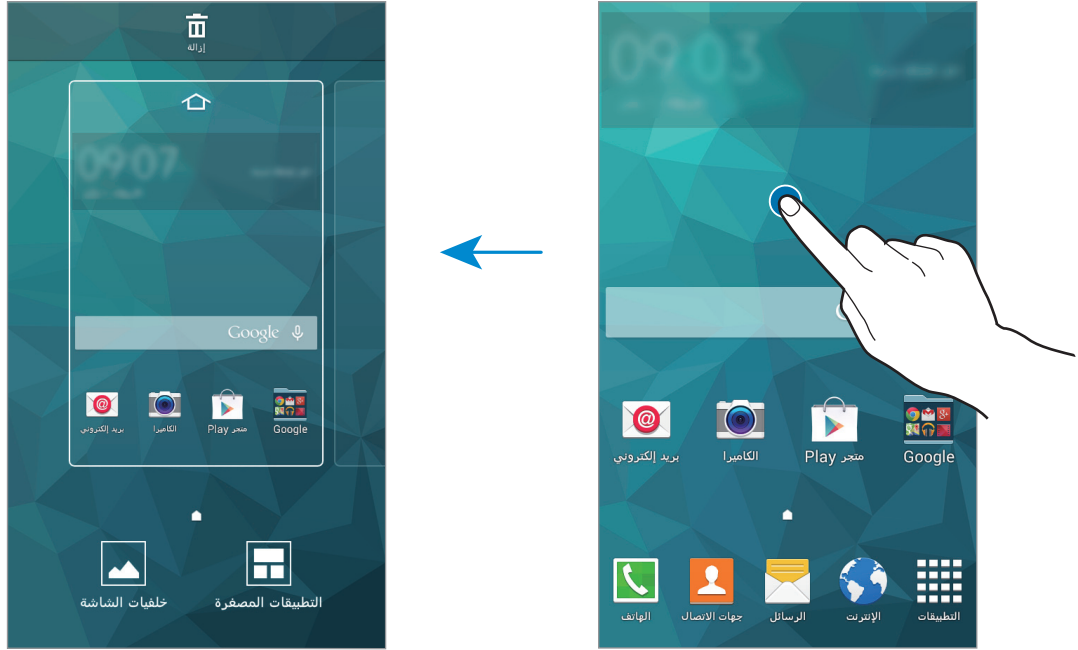 09:03
Google متجر Play الكاميرا بريد إلكتروني
التطبيقات الإنترنت الرسائل جهات الاتصال الهاتف
إزالة
09:07
Google
Google متجر Play الكاميرا بريد إلكتروني
التطبيقات المصغرة خلفيات الشاشة